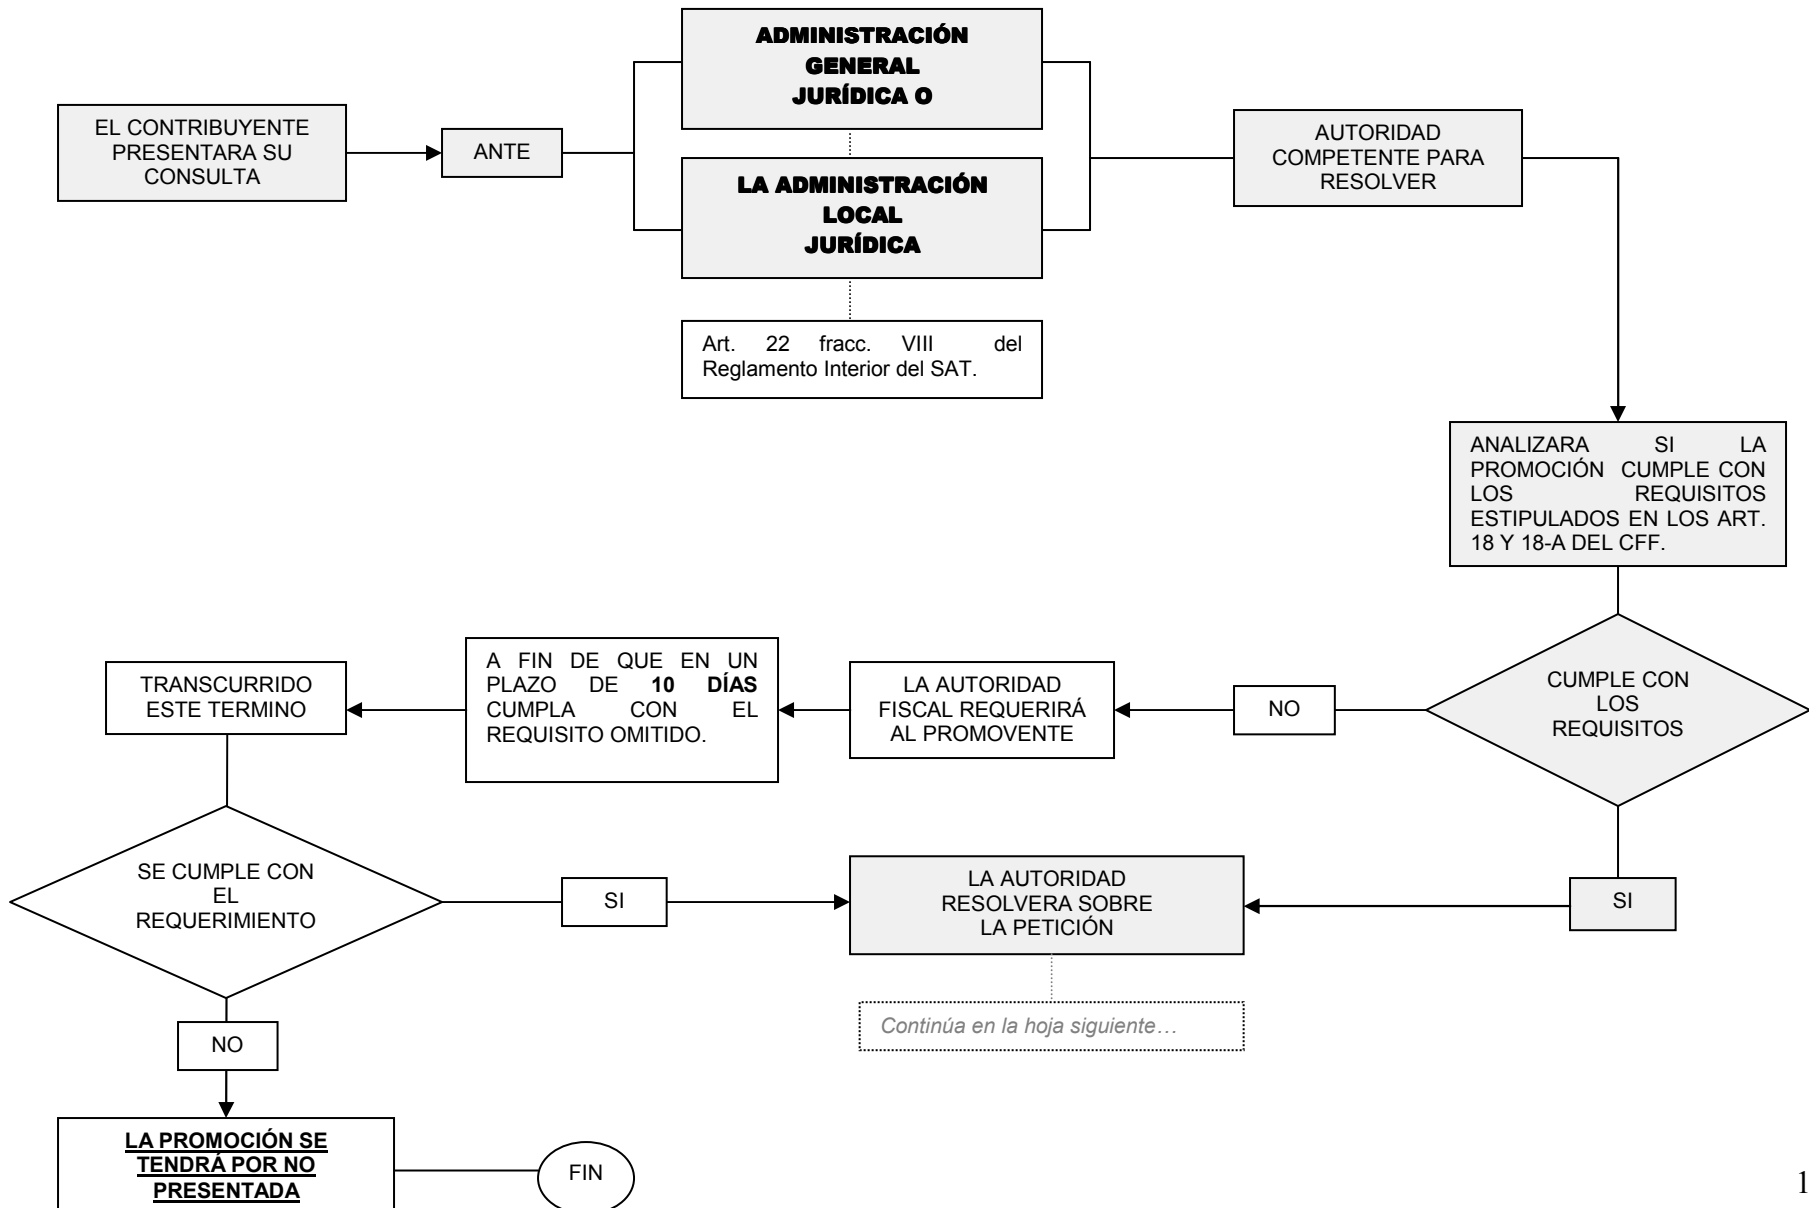 ADMINISTRACIÓN
GENERAL
JURÍDICA O
EL CONTRIBUYENTE
PRESENTARA SU
CONSULTA
ANTE
LA ADMINISTRACIÓN
LOCAL
JURÍDICA
AUTORIDAD
COMPETENTE PARA
RESOLVER
Art. 22 fracc. VIII del
Reglamento Interior del SAT.
ANALIZARA SI LA
PROMOCIÓN CUMPLE CON
LOS REQUISITOS
ESTIPULADOS EN LOS ART.
18 Y 18-A DEL CFF.
CUMPLE CON
LOS
REQUISITOS
NO
LA AUTORIDAD
FISCAL REQUERIRÁ
AL PROMOVENTE
A FIN DE QUE EN UN
PLAZO DE 10 DÍAS
CUMPLA CON EL
REQUISITO OMITIDO.
TRANSCURRIDO
ESTE TERMINO
SE CUMPLE CON
EL
REQUERIMIENTO
SI
LA AUTORIDAD
RESOLVERA SOBRE
LA PETICIÓN
SI
Continúa en la hoja siguiente…
NO
LA PROMOCIÓN SE
TENDRÁ POR NO
PRESENTADA
FIN
1